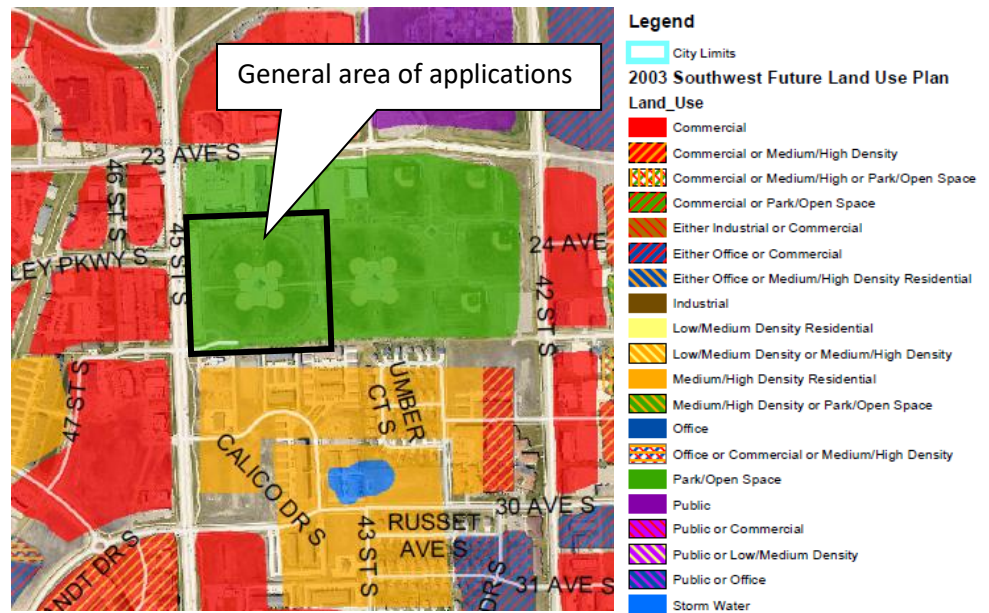 General area of applications
23 AVE S
46 ST S
45 ST S
LEY PKWY S
24 AVE
42 ST S
47 ST S
UMBER
CT S
CALICO DR S
43 ST S
30 AVE S
RUSSET
AVE S
DR S
31 AVE S
ANDT DR S
Legend
City Limits
2003 Southwest Future Land Use Plan
Land_Use
Commercial
Commercial or Medium/High Density
Commercial or Medium/High or Park/Open Space
Commercial or Park/Open Space
Either Industrial or Commercial
Either Office or Commercial
Either Office or Medium/High Density Residential
Industrial
Low/Medium Density Residential
Low/Medium Density or Medium/High Density
Medium/High Density Residential
Medium/High Density or Park/Open Space
Office
Office or Commercial or Medium/High Density
Park/Open Space
Public
Public or Commercial
Public or Low/Medium Density
Public or Office
Storm Water